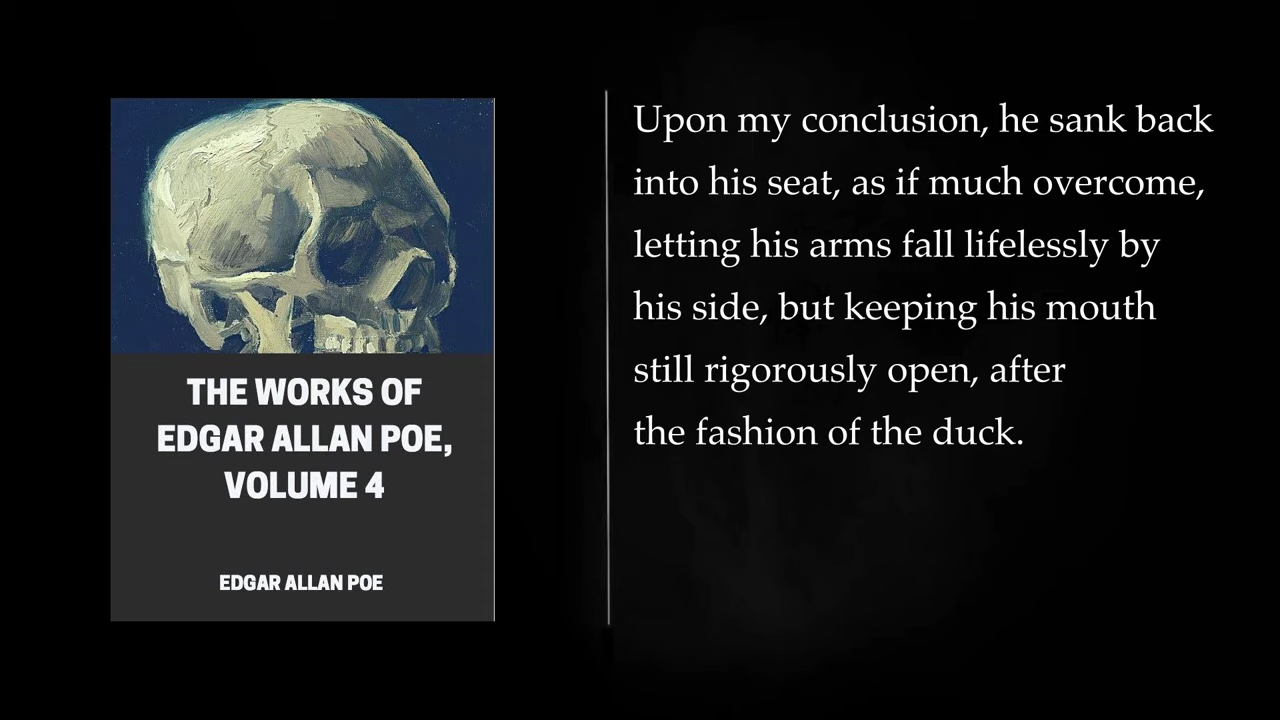 THE WORKS OF
EDGAR ALLAN POE,
VOLUME 4
EDGAR ALLAN POE
Upon my conclusion, he sank back
into his seat, as if much overcome,
letting his arms fall lifelessly by
his side, but keeping his mouth
still rigorously open, after
the fashion of the duck.